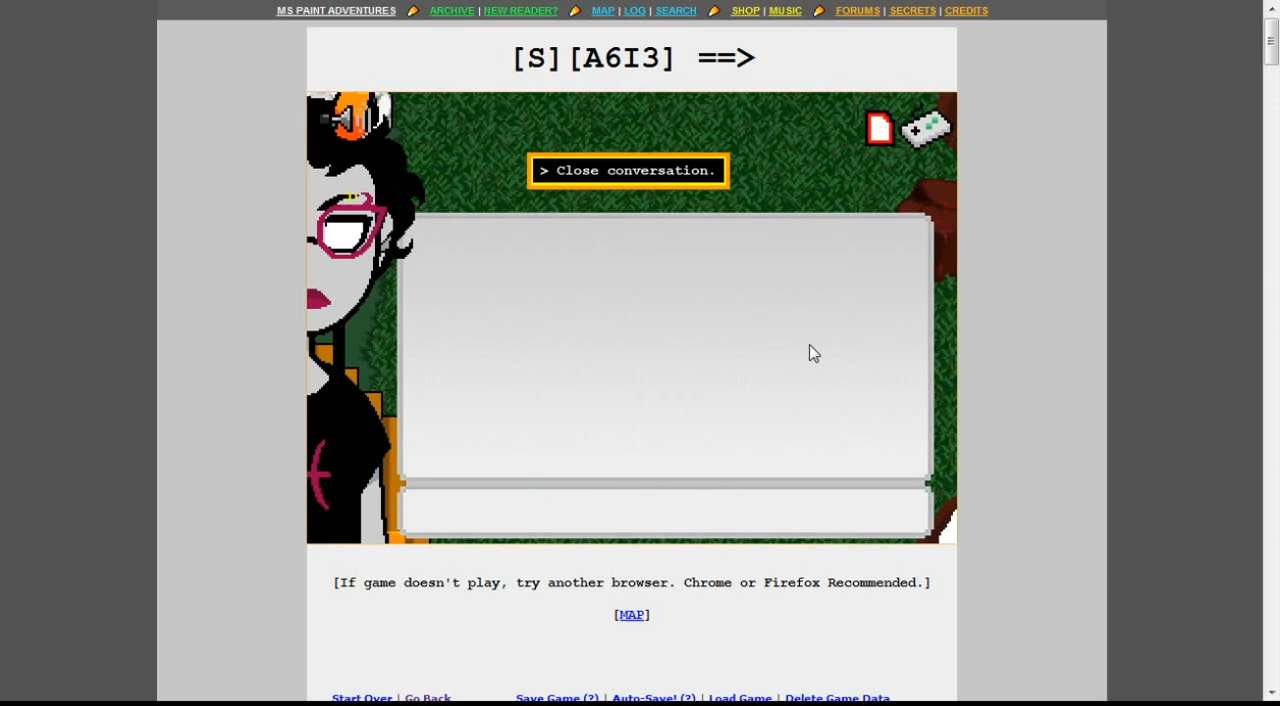 MS PAINT ADVENTURES ARCHIVE | NEW READER? MAP | LOG | SEARCH SHOP | MUSIC FORUMS | SECRETS | CREDITS
[S][A6I3] ==>
> Close conversation.
[If game doesn't play, try another browser. Chrome or Firefox Recommended.]
[MAP]
Start Over | Go Back Save Game (?) | Auto-Save! (?) | Load Game | Delete Game Data